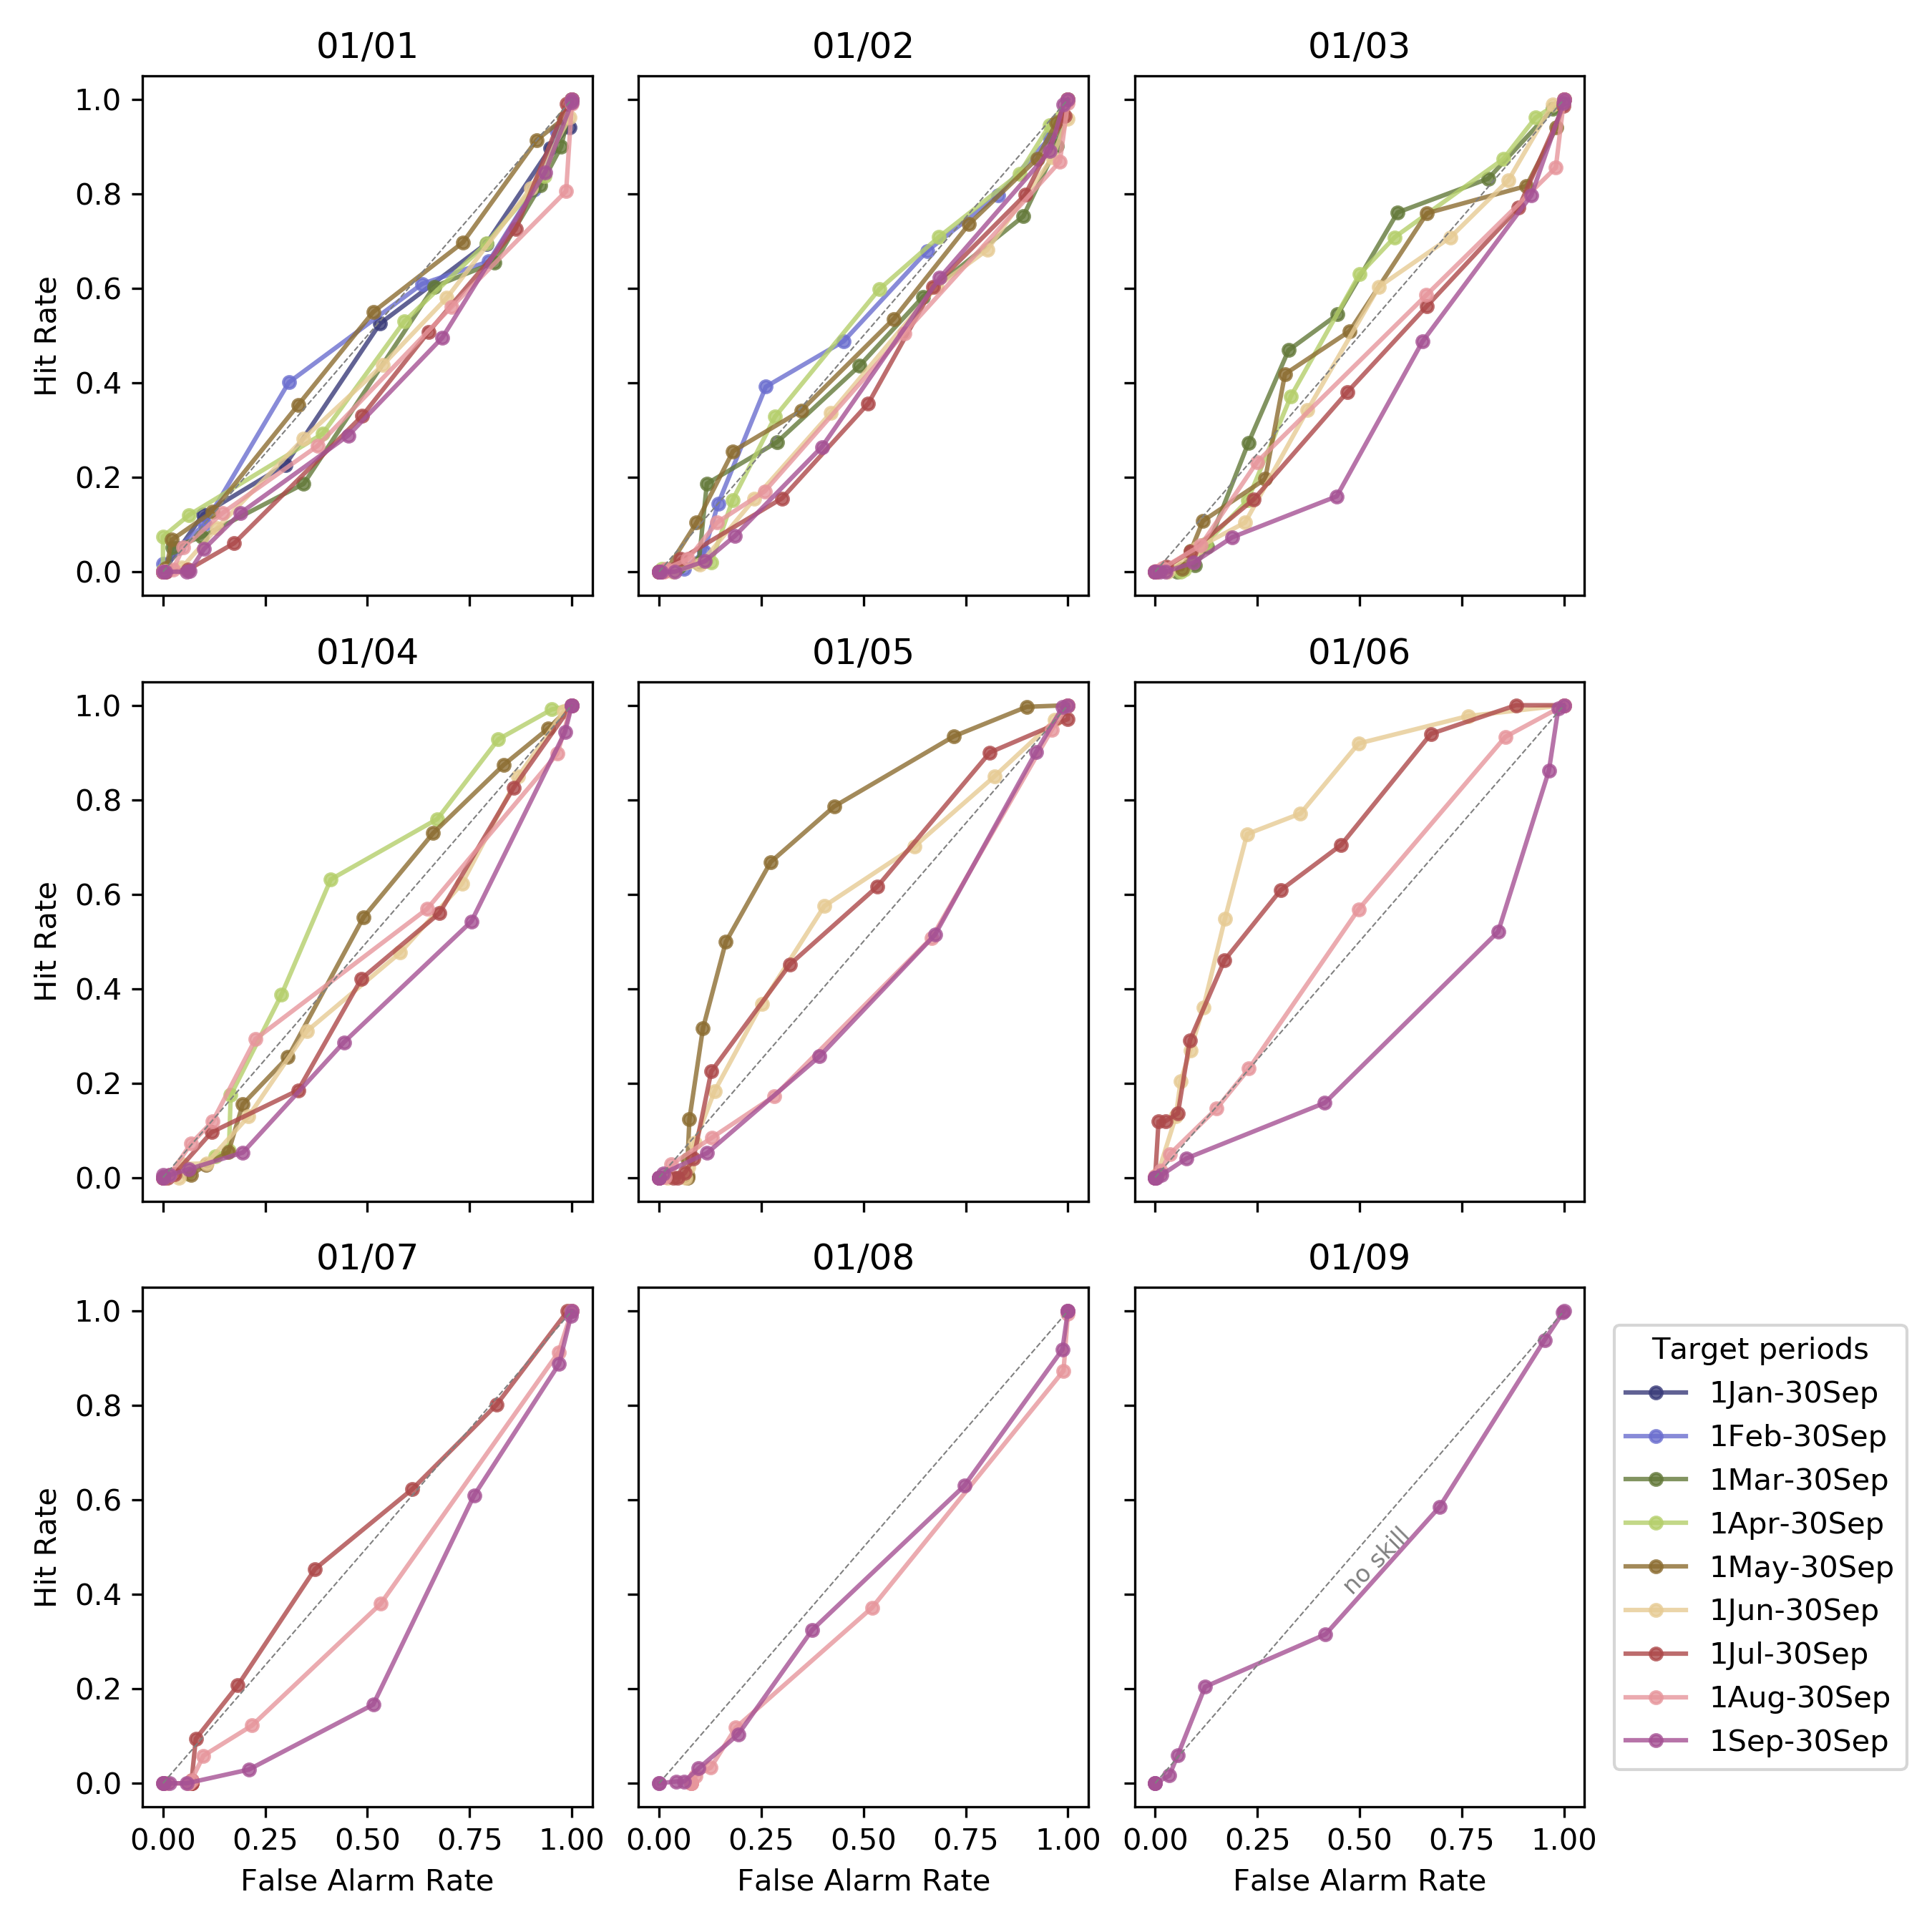 01/01
01/02
01/03
1.0
0.8
0.6
0.4
0.2
0.0
Hit Rate
01/04
01/05
01/06
1.0
0.8
0.6
0.4
0.2
0.0
Hit Rate
01/07
01/08
01/09
1.0
0.8
0.6
0.4
0.2
0.0
Hit Rate
no skill
0.00 0.25 0.50 0.75 1.00
0.00 0.25 0.50 0.75 1.00
0.00 0.25 0.50 0.75 1.00
False Alarm Rate
False Alarm Rate
False Alarm Rate
Target periods
1Jan-30Sep
1Feb-30Sep
1Mar-30Sep
1Apr-30Sep
1May-30Sep
1Jun-30Sep
1Jul-30Sep
1Aug-30Sep
1Sep-30Sep